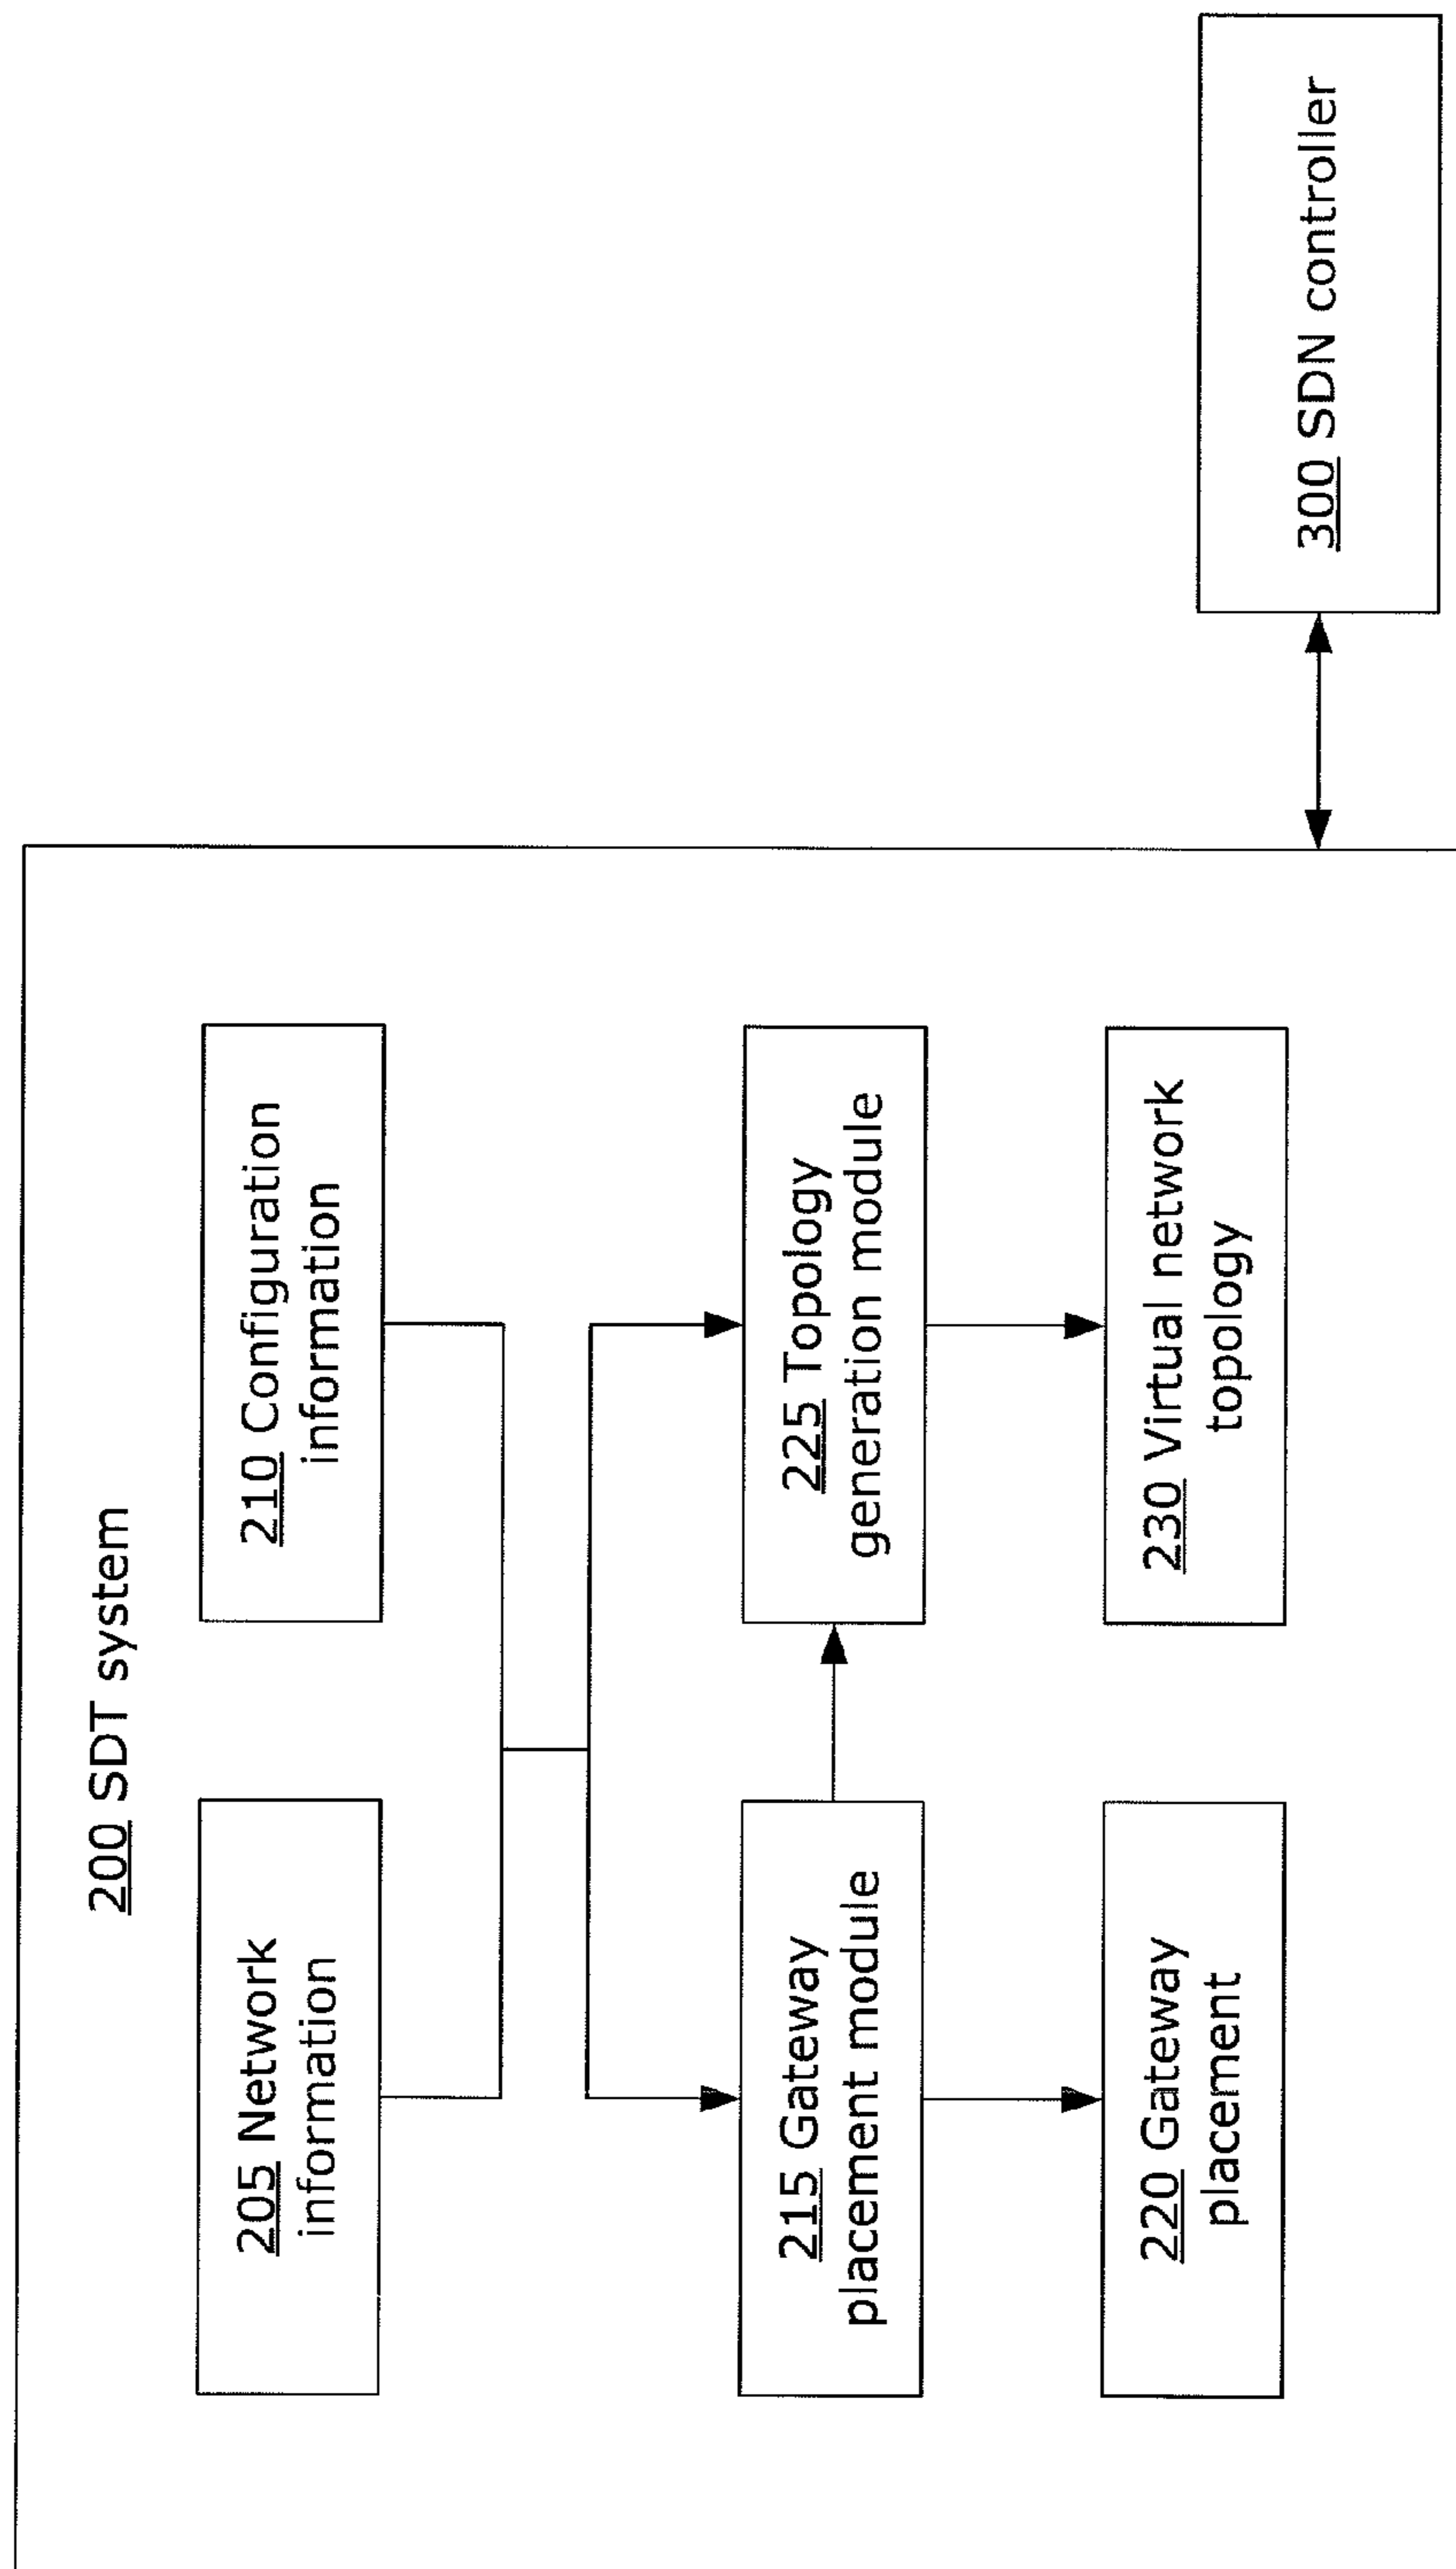 200 SDT system
205 Network
information
210 Configuration
information
215 Gateway
placement module
225 Topology
generation module
220 Gateway
placement
230 Virtual network
topology
300 SDN controller